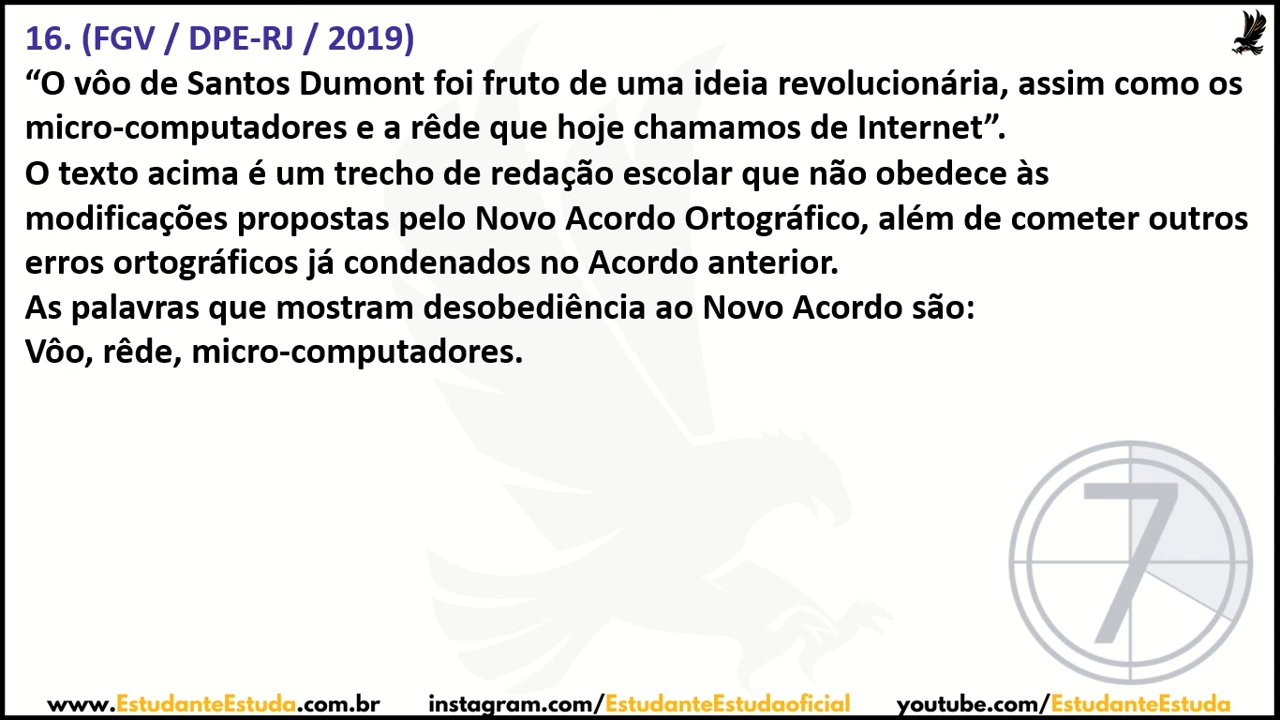 16. (FGV / DPE-RJ / 2019)
“O vôo de Santos Dumont foi fruto de uma ideia revolucionária, assim como os
micro-computadores e a rêde que hoje chamamos de Internet”.
O texto acima é um trecho de redação escolar que não obedece às
modificações propostas pelo Novo Acordo Ortográfico, além de cometer outros
erros ortográficos já condenados no Acordo anterior.
As palavras que mostram desobediência ao Novo Acordo são:
Vôo, rêde, micro-computadores.
7
www.EstudanteEstuda.com.br instagram.com/EstudanteEstudaoficial youtube.com/EstudanteEstuda